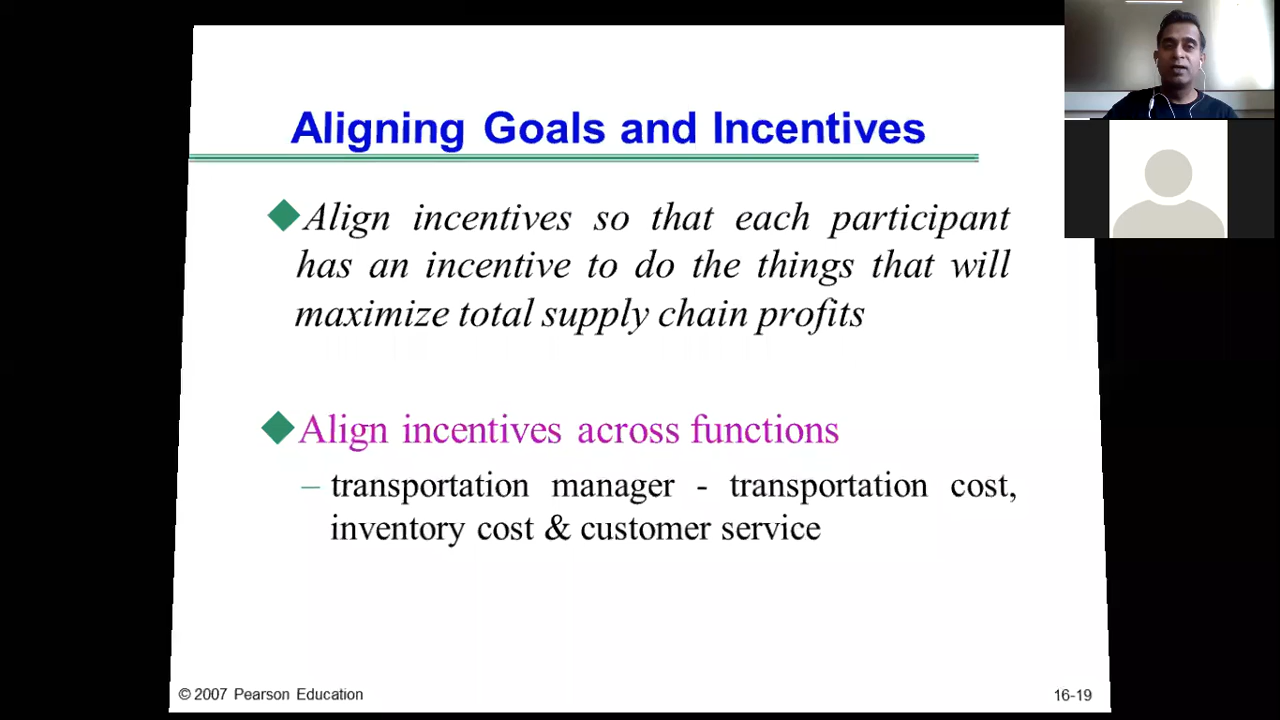 Aligning Goals and Incentives
Align incentives so that each participant
has an incentive to do the things that will
maximize total supply chain profits
Align incentives across functions
– transportation manager - transportation cost,
inventory cost & customer service
© 2007 Pearson Education
16-19